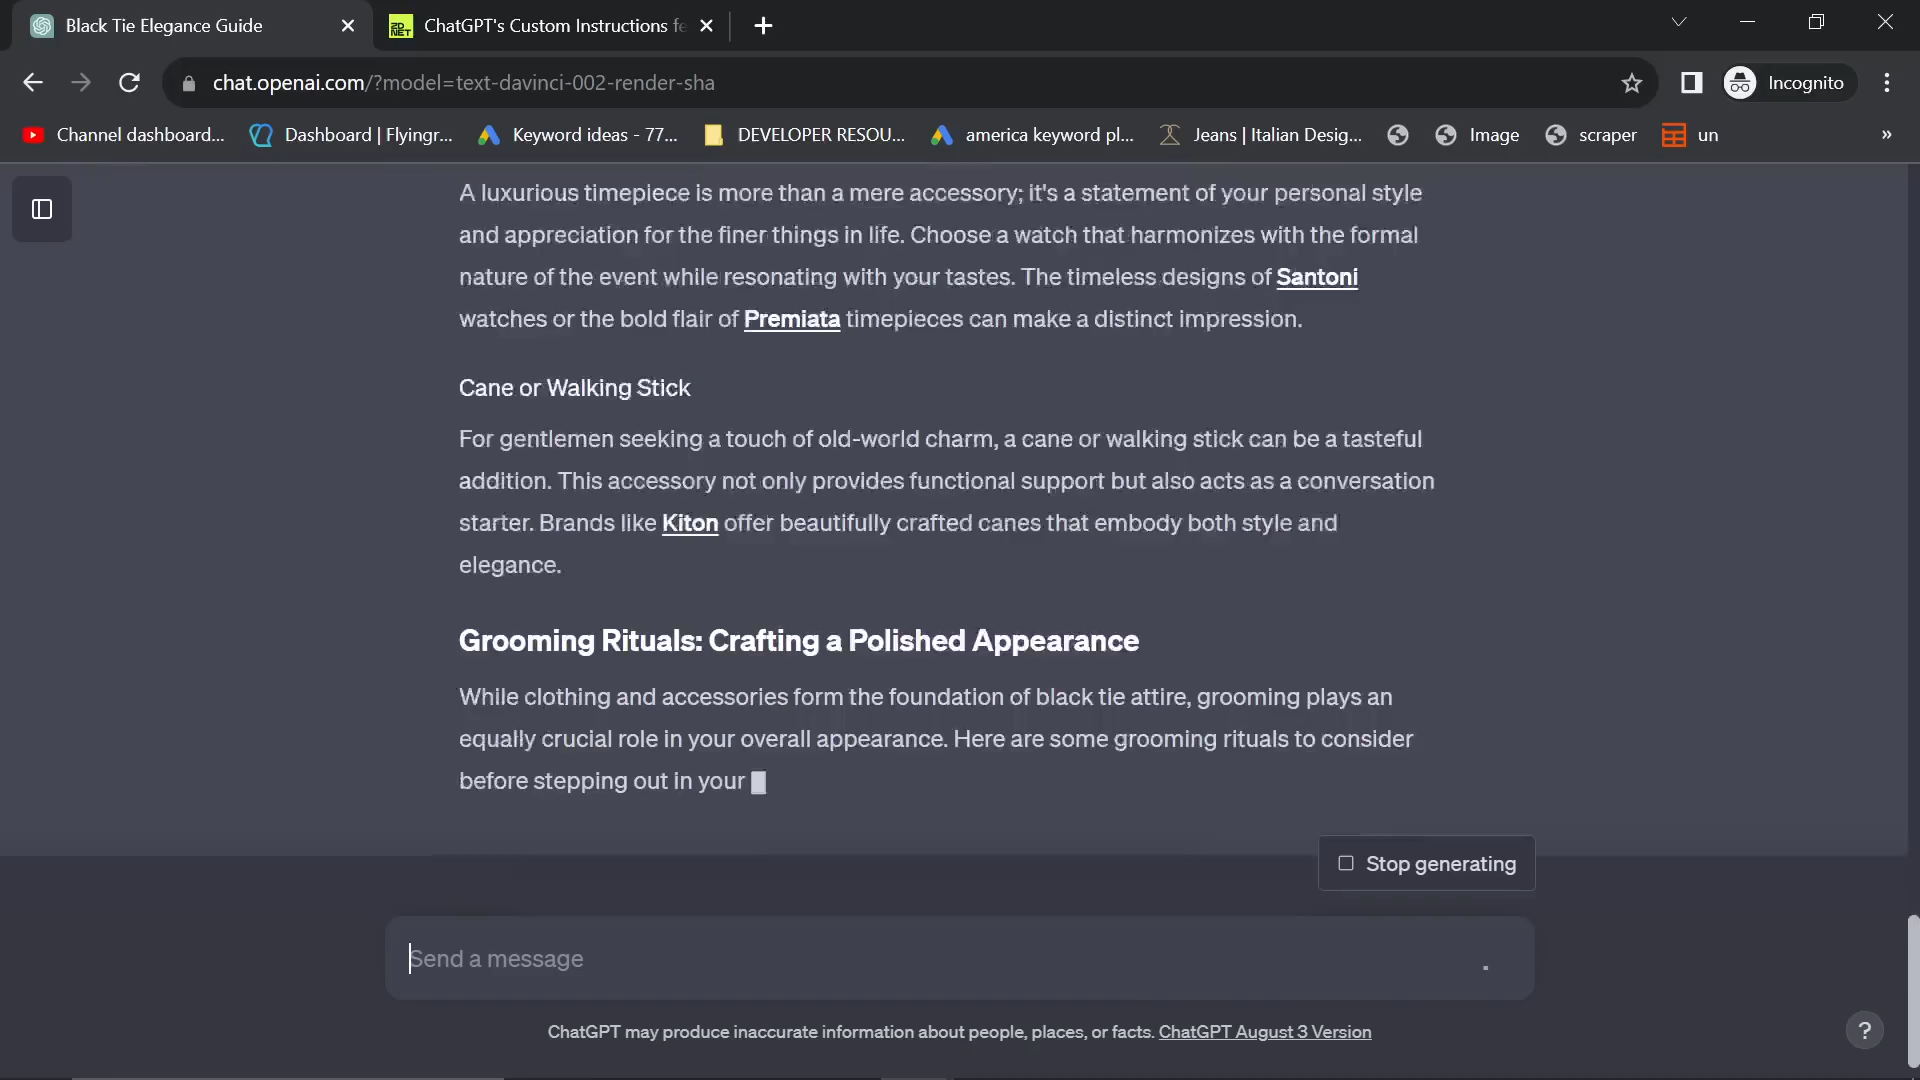 Black Tie Elegance Guide
ChatGPT's Custom Instructions fe
chat.openai.com/?model=text-davinci-002-render-sha
Incognito
Channel dashboard...
Dashboard | Flyingr...
Keyword ideas - 77...
DEVELOPER RESOU...
america keyword pl...
Jeans | Italian Desig...
Image
scraper
un
»
A luxurious timepiece is more than a mere accessory; it's a statement of your personal style
and appreciation for the finer things in life. Choose a watch that harmonizes with the formal
nature of the event while resonating with your tastes. The timeless designs of Santoni
watches or the bold flair of Premiata timepieces can make a distinct impression.
Cane or Walking Stick
For gentlemen seeking a touch of old-world charm, a cane or walking stick can be a tasteful
addition. This accessory not only provides functional support but also acts as a conversation
starter. Brands like Kiton offer beautifully crafted canes that embody both style and
elegance.
Grooming Rituals: Crafting a Polished Appearance
While clothing and accessories form the foundation of black tie attire, grooming plays an
equally crucial role in your overall appearance. Here are some grooming rituals to consider
before stepping out in your
Stop generating
Send a message
ChatGPT may produce inaccurate information about people, places, or facts. ChatGPT August 3 Version
?